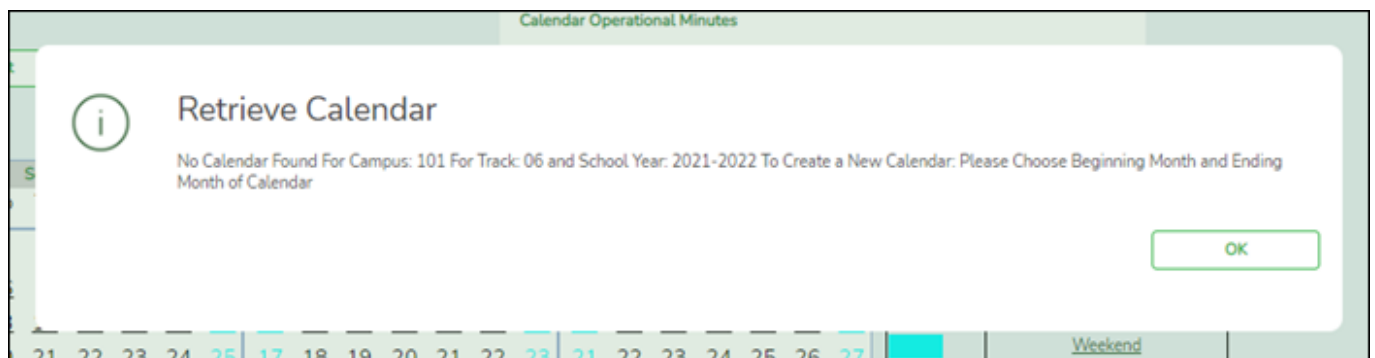 Calendar Operational Minutes
Retrieve Calendar
No Calendar Found For Campus: 101 For Track: 06 and School Year: 2021-2022 To Create a New Calendar: Please Choose Beginning Month and Ending
Month of Calendar
OK
Weekend
21 22 23 24 25 17 18 19 20 21 22 23 21 22 23 24 25 26 27